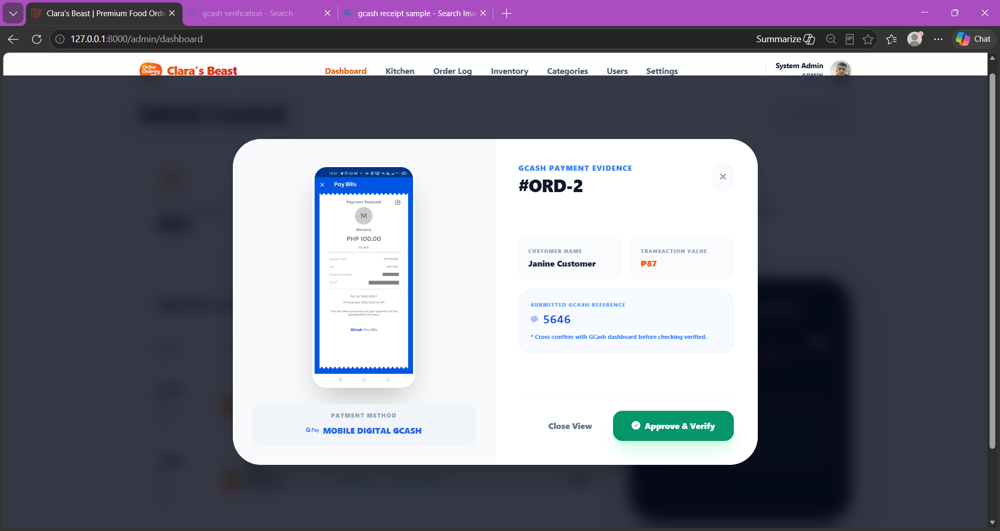 Clara's Beast | Premium Food Orde
gcash verification - Search
gcash receipt sample - Search Ima
127.0.0.1:8000/admin/dashboard
Summarize
Chat
Online
Ordering
Clara's Beast
Dashboard
Kitchen
Order Log
Inventory
Categories
Users
Settings
System Admin
ADMIN
10:51
Pay Bills
Payment Received
M
Meralco
PHP 100.00
GCash
Amount Paid PHP 100.00
Fee PHP 0.00
Account Number
Email
01 November 2022 02:51:43 AM
This has been processed and your payment will be
posted within 24 hours
GCash Pay Bills
PAYMENT METHOD
G Pay MOBILE DIGITAL GCASH
GCASH PAYMENT EVIDENCE
#ORD-2
CUSTOMER NAME
Janine Customer
TRANSACTION VALUE
₱87
SUBMITTED GCASH REFERENCE
5646
* Cross-confirm with GCash dashboard before checking verified.
Close View
Approve & Verify